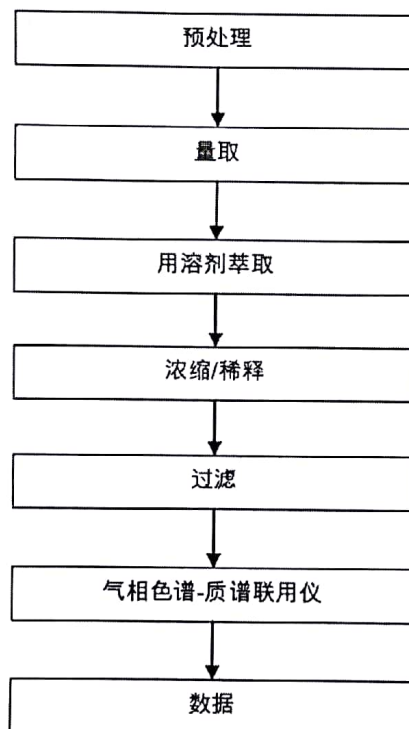 预处理
量取
用溶剂萃取
浓缩/稀释
过滤
气相色谱-质谱联用仪
数据